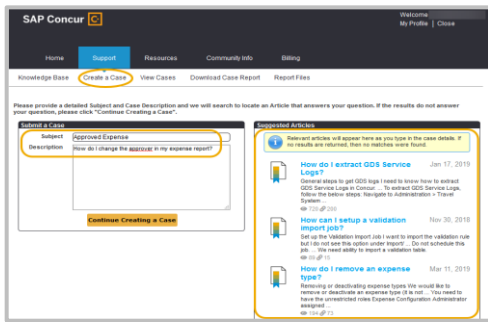 SAP Concur C
Welcome
My Profile | Close
Home Support Resources Community Info Billing
Knowledge Base Create a Case View Cases Download Case Report Report Files
Please provide a detailed Subject and Case Description and we will search to locate an Article that answers your question. If the results do not answer
your question, please click "Continue Creating a Case".
Submit a Case
Subject Approved Expense
Description How do I change the approver in my expense report?
Continue Creating a Case
Suggested Articles
Relevant articles will appear here as you type in the case details. If
no results are returned, then no matches were found.
How do I extract GDS Service Jan 17, 2019
Logs?
General steps to get GDS logs I need to know how to extract
GDS Service Logs in Concur. ... To extract GDS Service Logs,
follow the below steps: Navigate to Administration > Travel
System ...
720 200
How can I setup a validation Nov 30, 2018
import job?
Set up the Validation Import Job I want to import the validation rule
but I do not see this option under Import/ ... Do not schedule this
job. ... We need ability to import a validation table.
15
How do I remove an expense Mar 11, 2019
type?
Removing or deactivating expense types We would like to
remove or deactivate an expense type (it is not ... You need to
have the unrestricted roles Expense Configuration Administrator
assigned ...
194 73